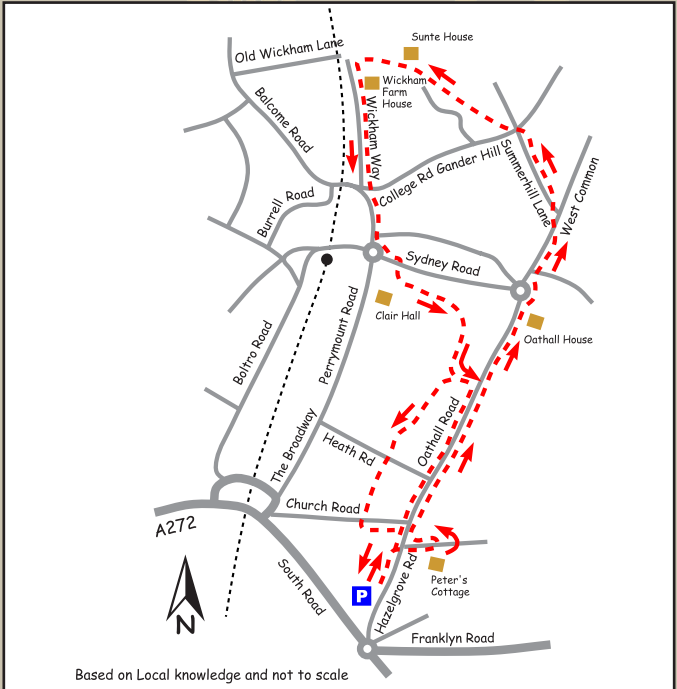 Sunte House
Old Wickham Lane
Wickham
Farm
House
Balcome Road
Wickham Way
College Rd
Gander Hill
Summerhill Lane
West Common
Burrell Road
Sydney Road
Clair Hall
Oathall House
Boltro Road
Perrymount Road
The Broadway
Heath Rd
Oathall Road
Church Road
A272
South Road
P
Hazelgrove Rd
Peter's
Cottage
N
Franklyn Road
Based on Local knowledge and not to scale